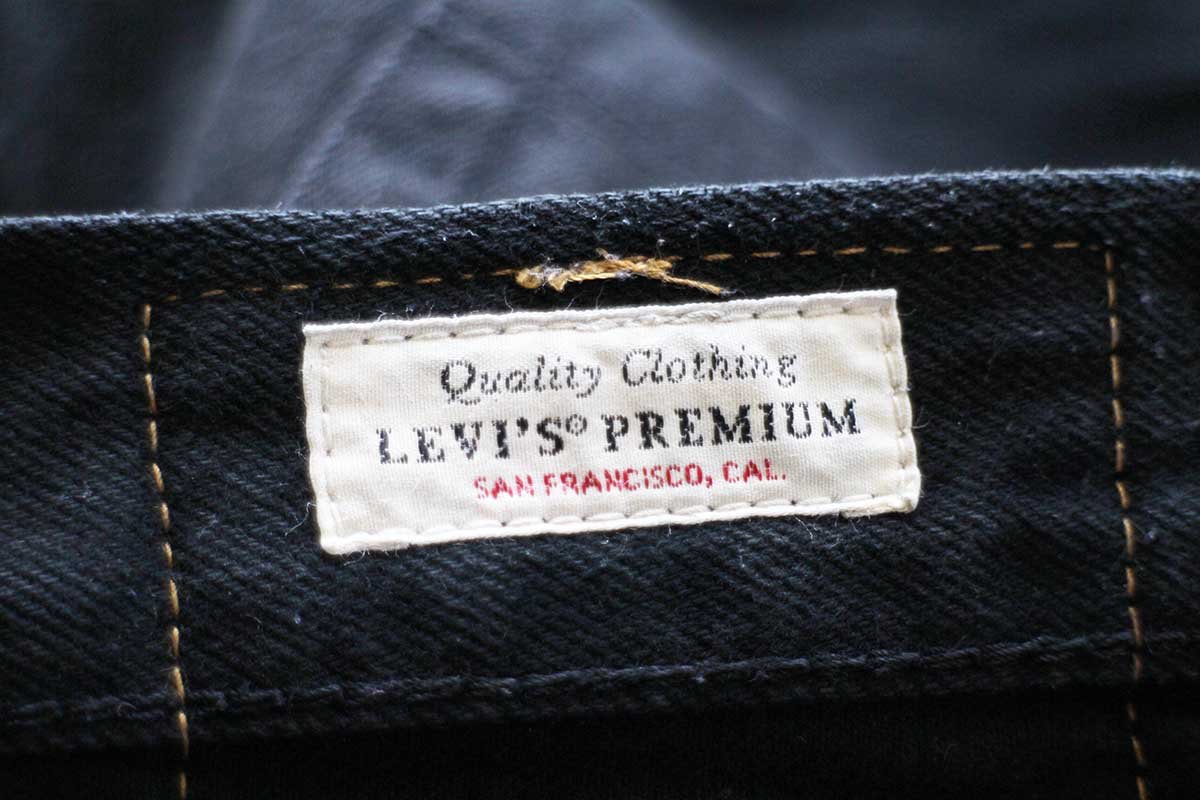 Quality Clothing
LEVI'S® PREMIUM
SAN FRANCISCO, CAL.